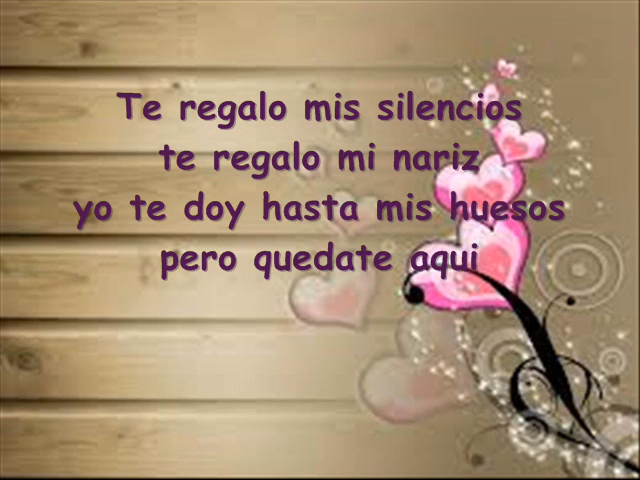 Te regalo mis silencios
te regalo mi nariz
yo te doy hasta mis huesos
pero quedate aqui